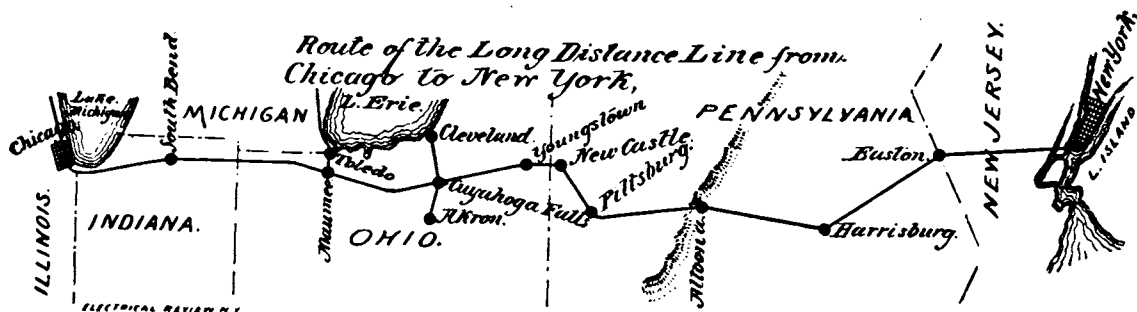 Route of the Long Distance Line from
Chicago to New York,
Lake
Michigan
Chicago
South Bend
MICHIGAN
L. Erie.
Cleveland.
Toledo
Maumee
Cuyahoga Falls
Akron.
Youngstown
New Castle
Pittsburg.
PENNSYLVANIA
Altoona.
Harrisburg.
Easton,
NEW JERSEY.
New York,
L. ISLAND
ILLINOIS.
INDIANA.
OHIO.
ELECTRICAL REVIEW N.Y.